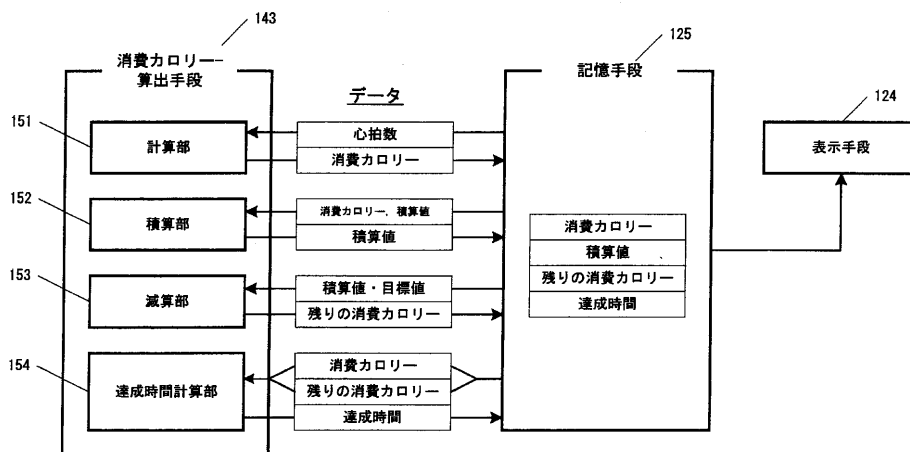 143
消費カロリー
算出手段
データ
125
記憶手段
124
表示手段
151
計算部
心拍数
消費カロリー
152
積算部
消費カロリー、積算値
積算値
153
減算部
積算値・目標値
残りの消費カロリー
154
達成時間計算部
消費カロリー
残りの消費カロリー
達成時間
消費カロリー
積算値
残りの消費カロリー
達成時間